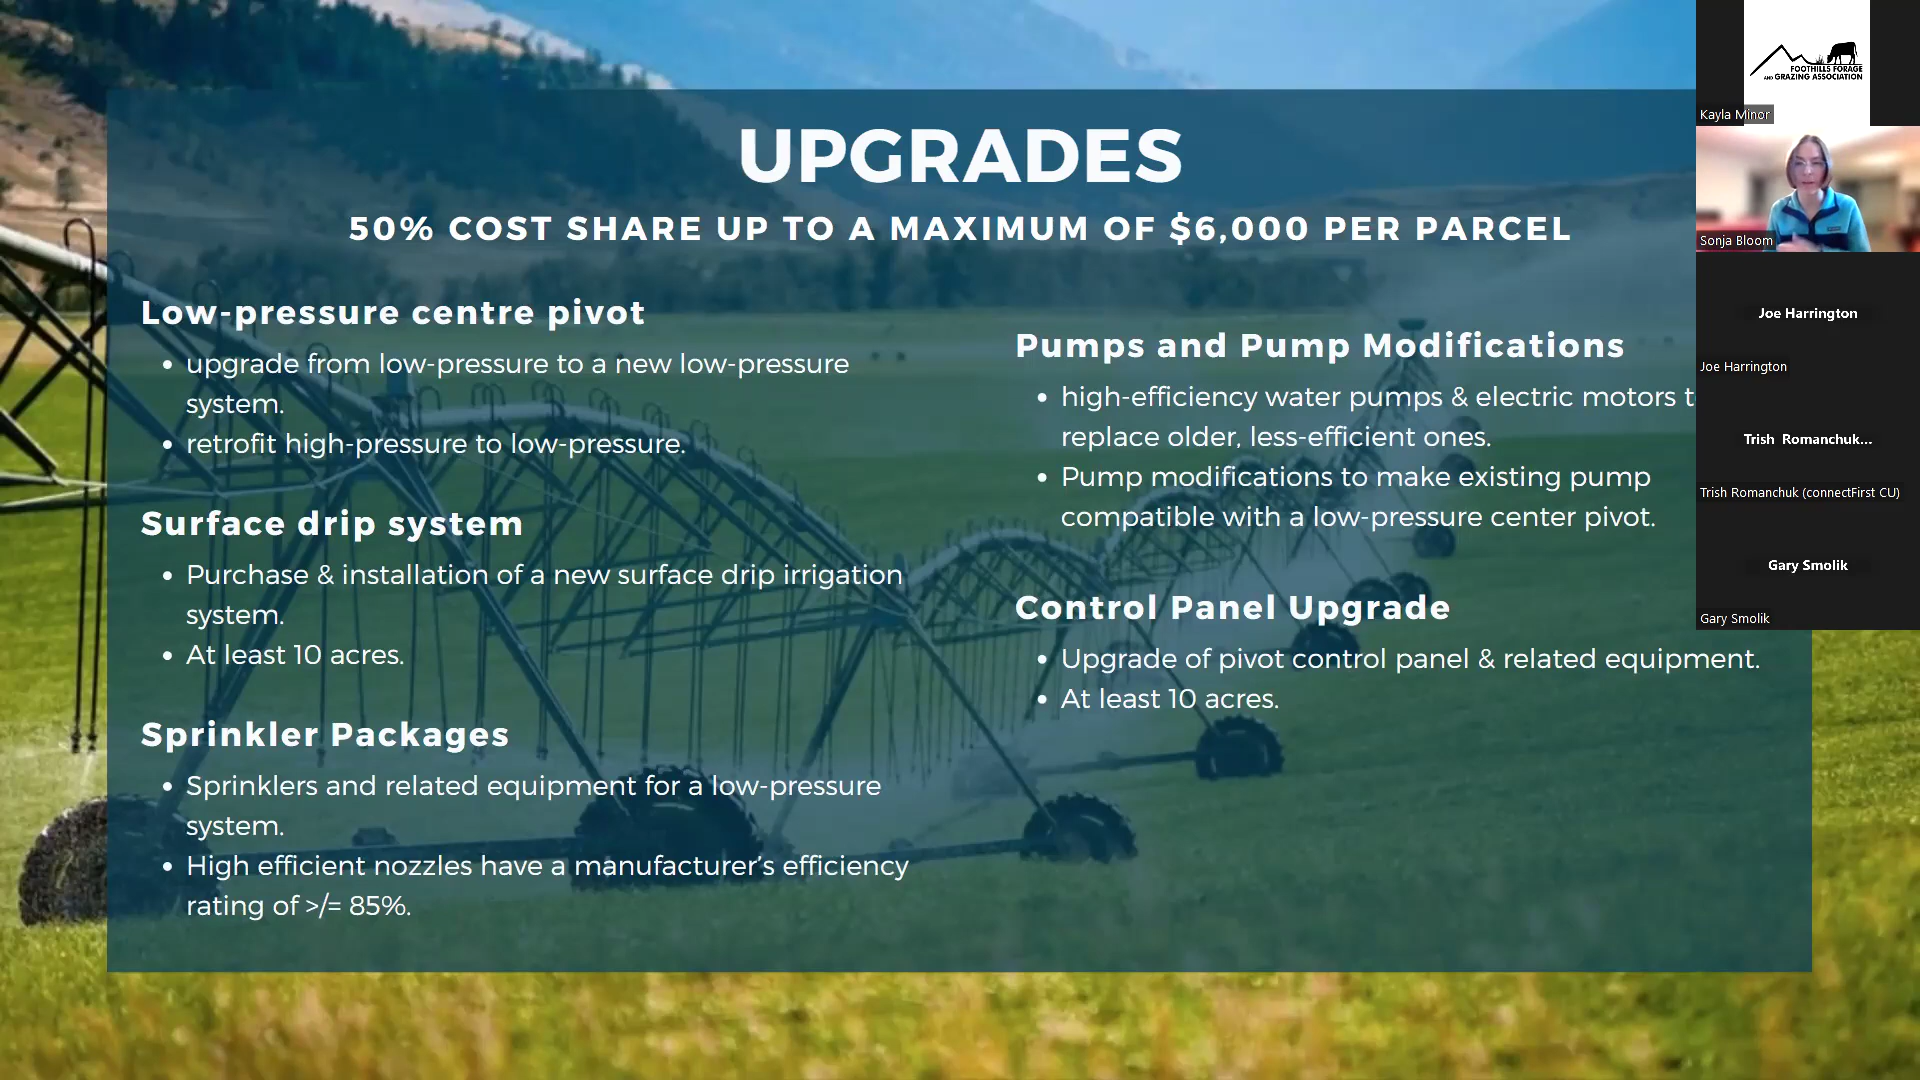 UPGRADES
50% COST SHARE UP TO A MAXIMUM OF $6,000 PER PARCEL
Low-pressure centre pivot
• upgrade from low-pressure to a new low-pressure
system.
• retrofit high-pressure to low-pressure.
Surface drip system
• Purchase & installation of a new surface drip irrigation
system.
• At least 10 acres.
Sprinkler Packages
• Sprinklers and related equipment for a low-pressure
system.
• High efficient nozzles have a manufacturer's efficiency
rating of >/= 85%.
Pumps and Pump Modifications
• high-efficiency water pumps & electric motors
replace older, less-efficient ones.
• Pump modifications to make existing pump
compatible with a low-pressure center pivot.
Control Panel Upgrade
• Upgrade of pivot control panel & related equipment.
• At least 10 acres.
FOOTHILLS FORAGE
AND GRAZING ASSOCIATION
Kayla Minor
Sonja Bloom
Joe Harrington
Joe Harrington
Trish Romanchuk...
Trish Romanchuk (connectFirst CU)
Gary Smolik
Gary Smolik